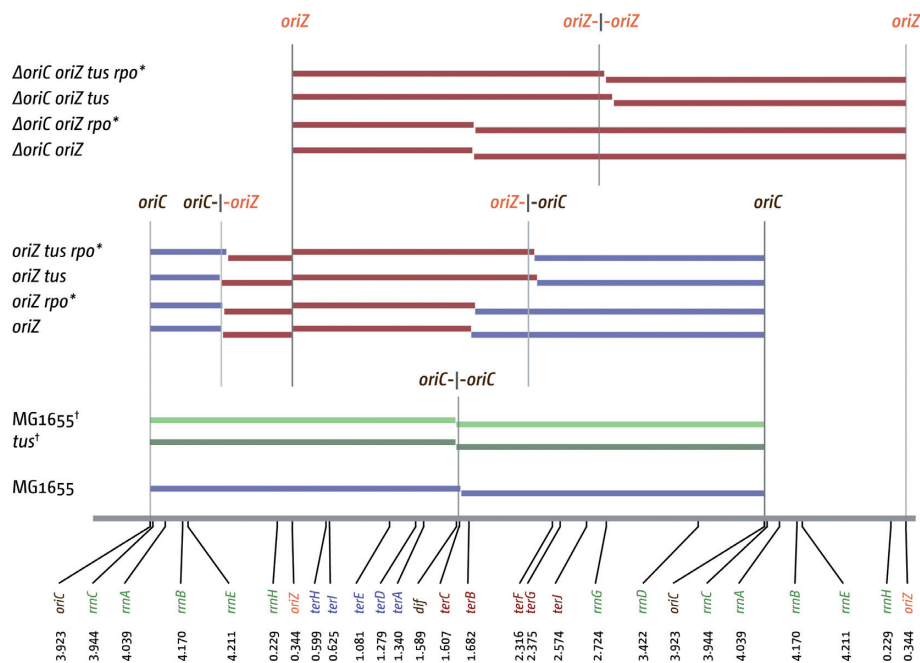 oriZ oriZ-|-oriZ oriZ
ΔoriC oriZ tus rpo*
ΔoriC oriZ tus
ΔoriC oriZ rpo*
ΔoriC oriZ
oriC oriC-|-oriZ oriZ-|-oriC oriC
oriZ tus rpo*
oriZ tus
oriZ rpo*
oriZ
oriC-|-oriC
MG1655†
tus†
MG1655
oriC rrnC rrnA rrnB rrnE rrnH oriZ terH terI terE terD terA dif terC terB terF terG terJ rrnG rrnD oriC rrnC rrnA rrnB rrnE rrnH oriZ
3.923 3.944 4.039 4.170 4.211 0.229 0.344 0.599 0.625 1.081 1.279 1.340 1.589 1.607 1.682 2.316 2.375 2.574 2.724 3.422 3.923 3.944 4.039 4.170 4.211 0.229 0.344